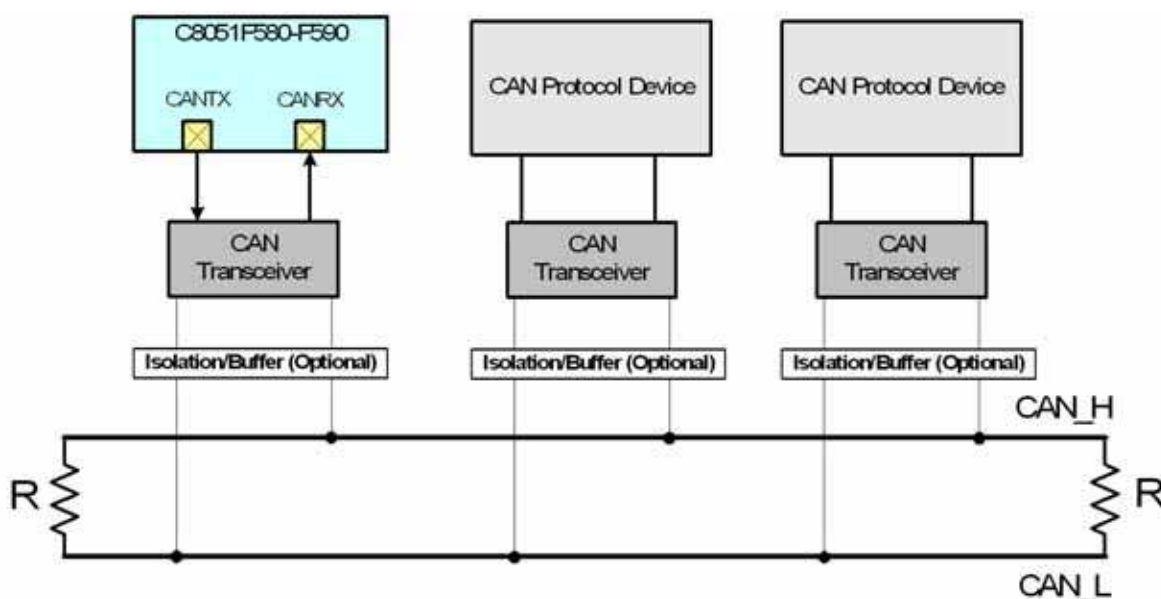 C8051F580-F590
CANTX
CANRX
CAN Protocol Device
CAN Protocol Device
CAN
Transceiver
CAN
Transceiver
CAN
Transceiver
Isolation/Buffer (Optional)
Isolation/Buffer (Optional)
Isolation/Buffer (Optional)
CAN_H
R
R
CAN_L